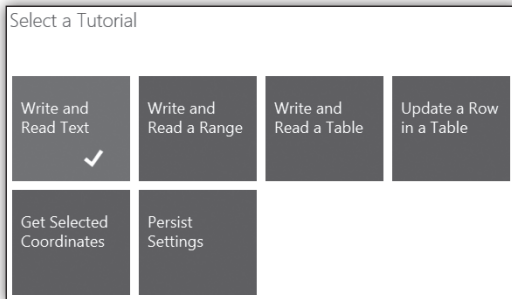 Select a Tutorial
Write and
Read Text
Write and
Read a Range
Write and
Read a Table
Update a Row
in a Table
Get Selected
Coordinates
Persist
Settings